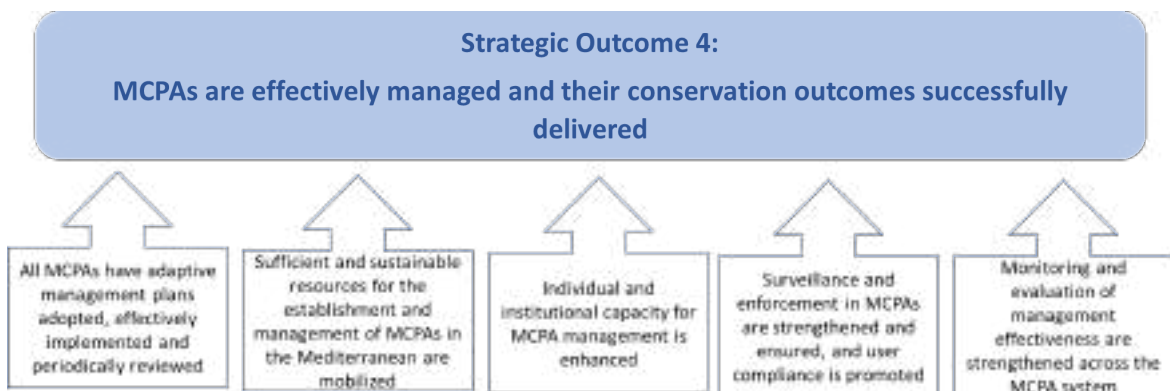 Strategic Outcome 4:
MCPAs are effectively managed and their conservation outcomes successfully
delivered
All MCPAs have adaptive
management plans
adopted, effectively
implemented and
periodically reviewed
Sufficient and sustainable
resources for the
establishment and
management of MCPAs in
the Mediterranean are
mobilized
Individual and
institutional capacity for
MCPA management is
enhanced
Surveillance and
enforcement in MCPAs
are strengthened and
ensured, and user
compliance is promoted
Monitoring and
evaluation of
management
effectiveness are
strengthened across the
MCPA system